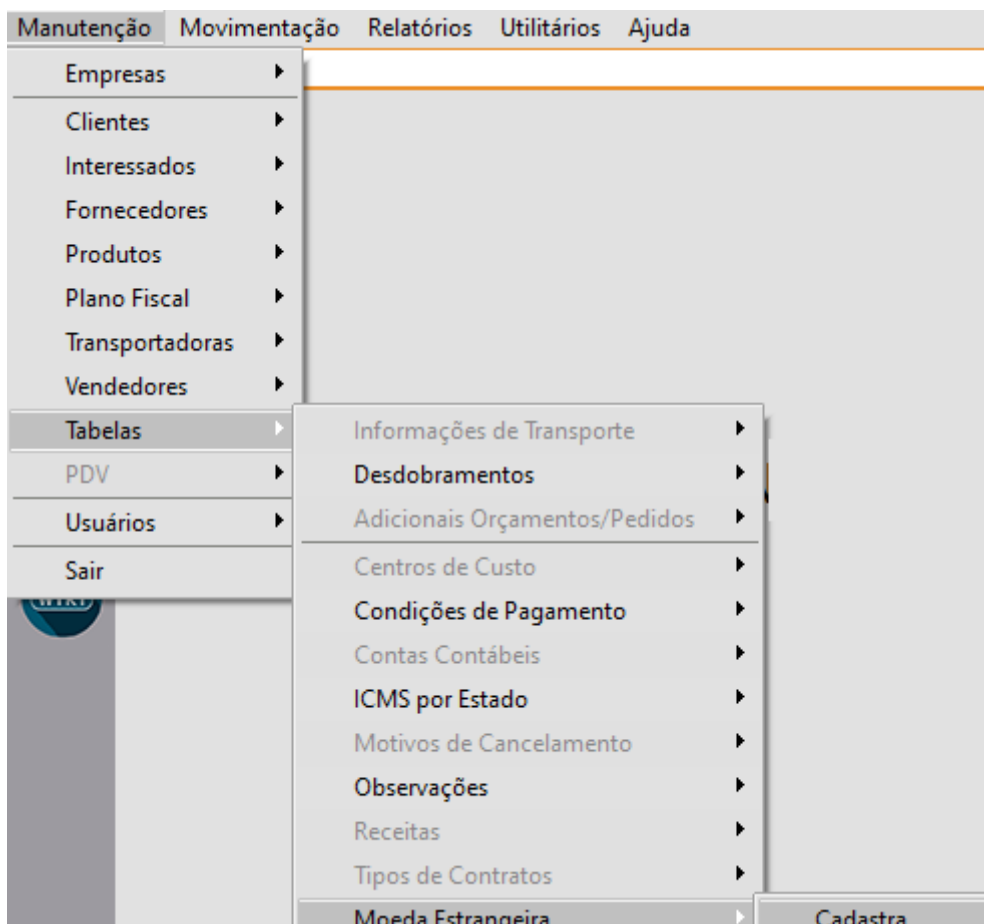 Manutenção Movimentação Relatórios Utilitários Ajuda
Empresas
Clientes
Interessados
Fornecedores
Produtos
Plano Fiscal
Transportadoras
Vendedores
Tabelas
PDV
Usuários
Sair
WIKI
Informações de Transporte
Desdobramentos
Adicionais Orçamentos/Pedidos
Centros de Custo
Condições de Pagamento
Contas Contábeis
ICMS por Estado
Motivos de Cancelamento
Observações
Receitas
Tipos de Contratos
Moeda Estrangeira
Cadastra